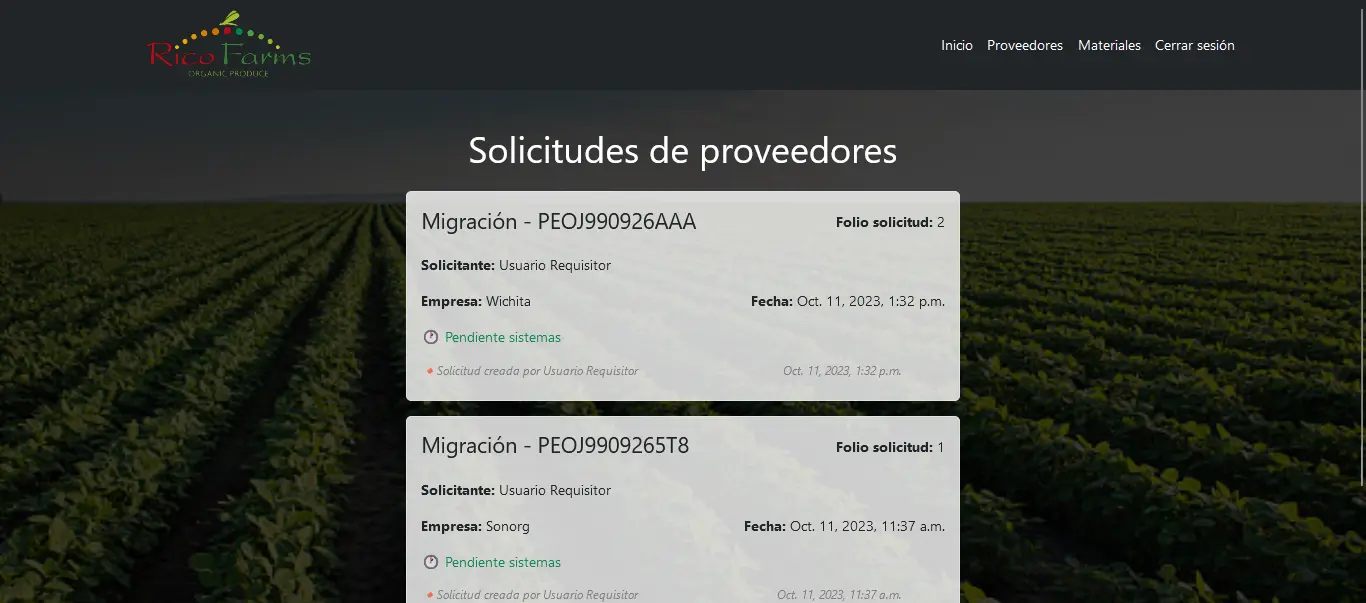 Rico Farms
ORGANIC PRODUCE
Inicio Proveedores Materiales Cerrar sesión
Solicitudes de proveedores
Migración - PEOJ990926AAA Folio solicitud: 2
Solicitante: Usuario Requisitor
Empresa: Wichita Fecha: Oct. 11, 2023, 1:32 p.m.
Pendiente sistemas
Solicitud creada por Usuario Requisitor Oct. 11, 2023, 1:32 p.m.
Migración - PEOJ9909265T8 Folio solicitud: 1
Solicitante: Usuario Requisitor
Empresa: Sonorg Fecha: Oct. 11, 2023, 11:37 a.m.
Pendiente sistemas
Solicitud creada por Usuario Requisitor Oct. 11, 2023, 11:37 a.m.